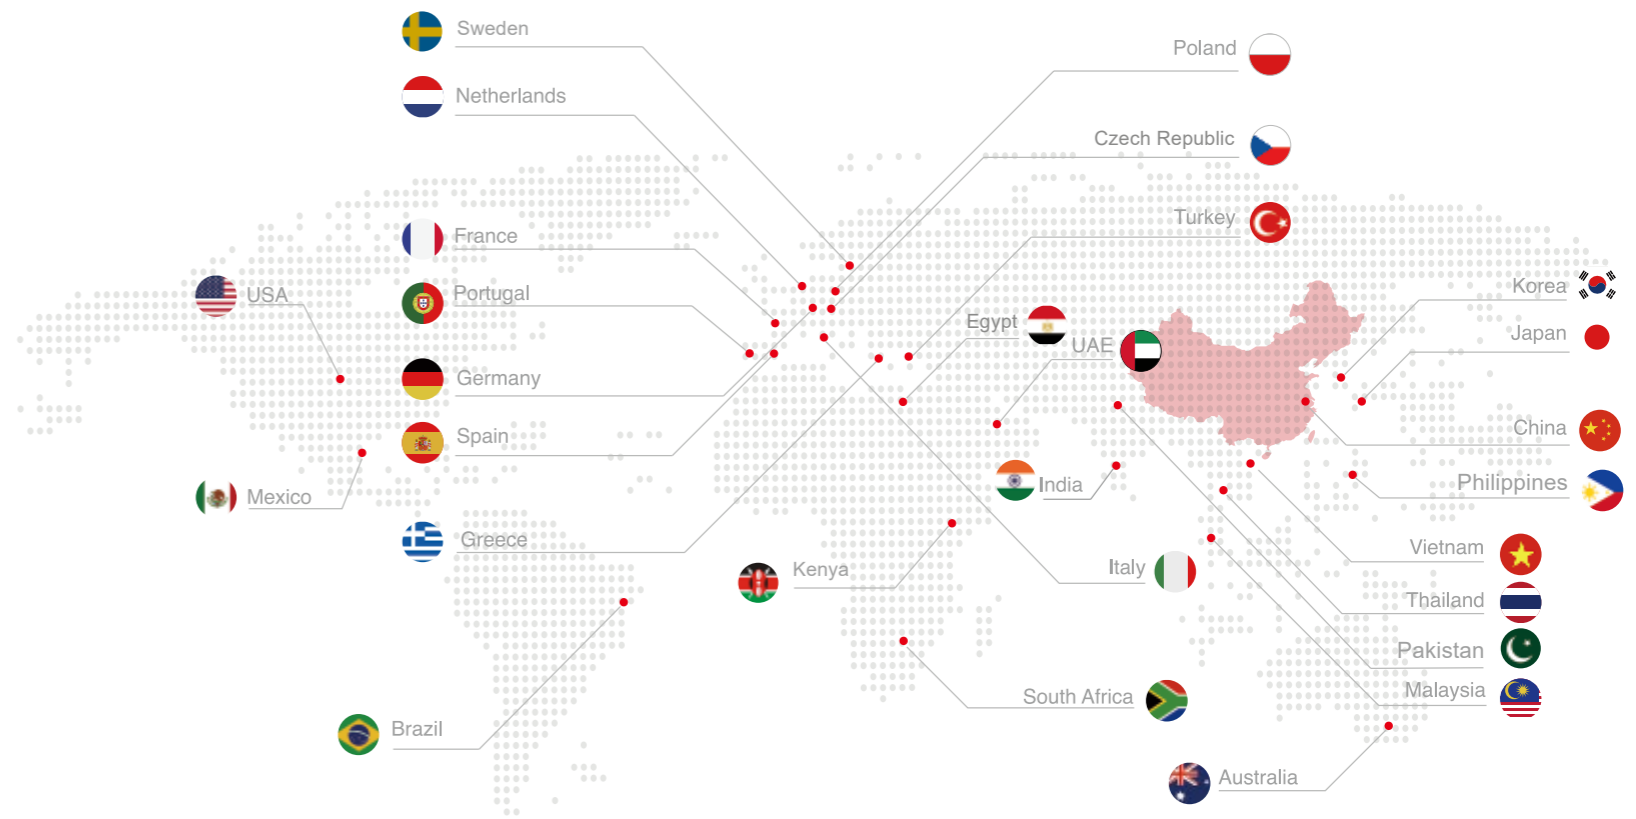 Sweden
Poland
Netherlands
Czech Republic
Turkey
France
Korea
Portugal
USA
Egypt
Japan
UAE
Germany
China
Spain
Philippines
India
Mexico
Greece
Vietnam
Italy
Kenya
Thailand
Pakistan
Malaysia
South Africa
Brazil
Australia